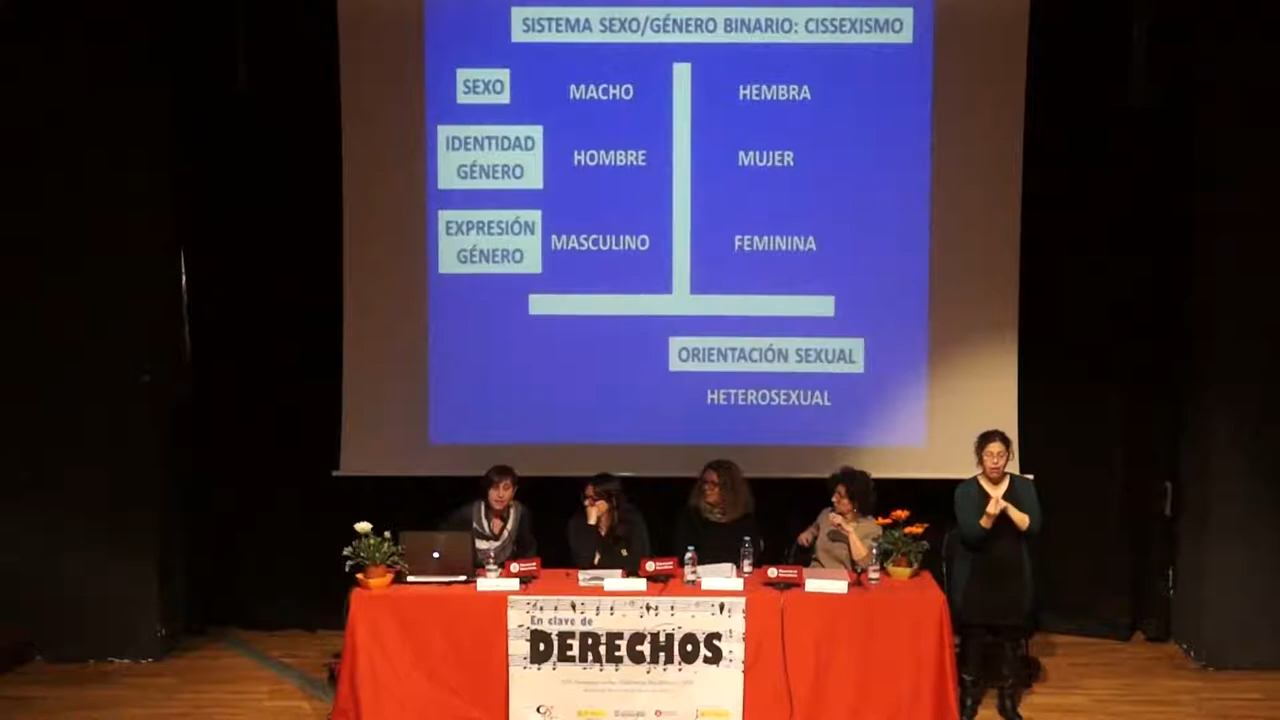 SISTEMA SEXO/GÉNERO BINARIO: CISSEXISMO
SEXO
MACHO
HEMBRA
IDENTIDAD
GÉNERO
HOMBRE
MUJER
EXPRESIÓN
GÉNERO
MASCULINO
FEMININA
ORIENTACIÓN SEXUAL
HETEROSEXUAL
En clave de
DERECHOS